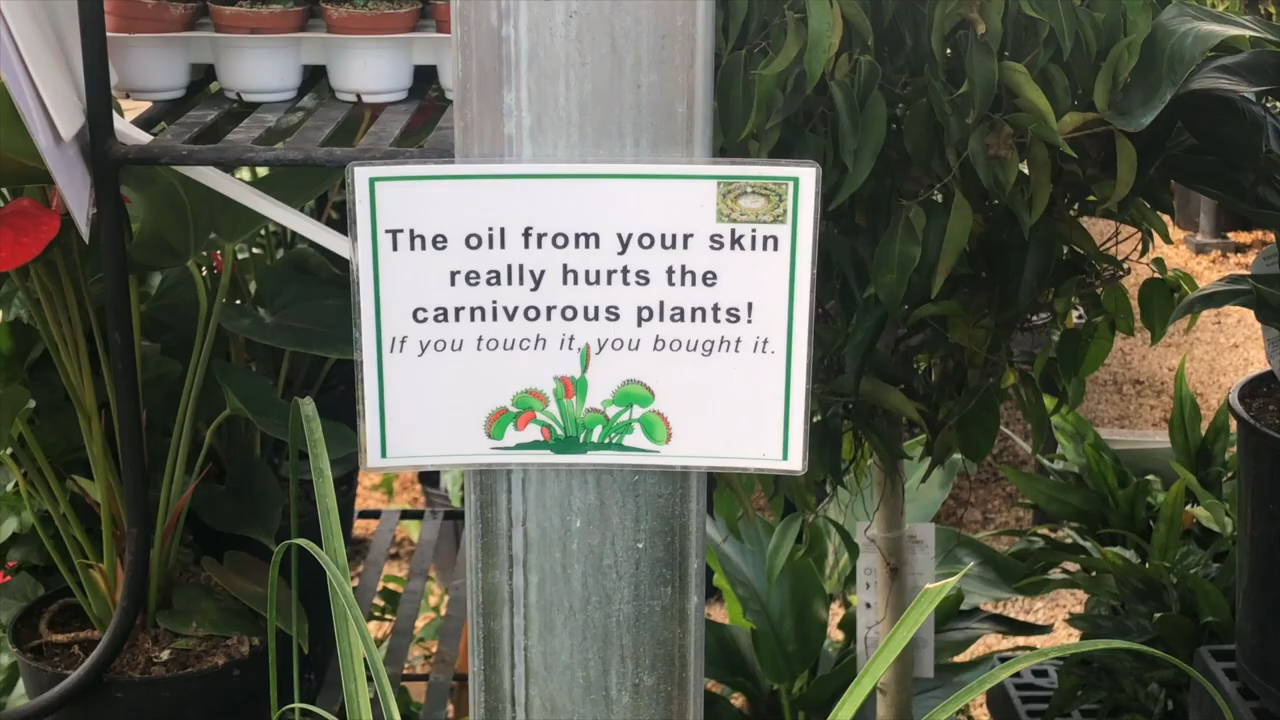 The oil from your skin
really hurts the
carnivorous plants!
If you touch it, you bought it.